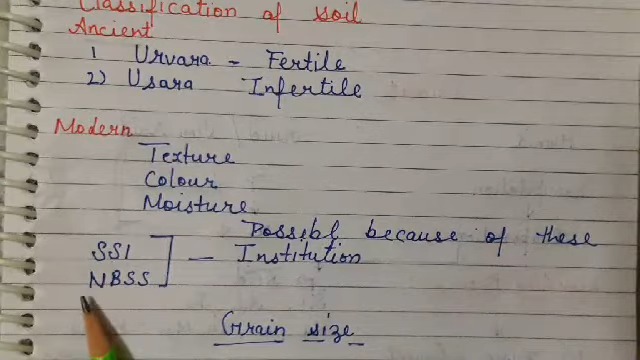 Classification of soil
Ancient
1 Urvara - Fertile
2) Usara Infertile
Modern
Texture
Colour
Moisture
Possibl because of these
SSI
— Institution
NBSS
Grain size